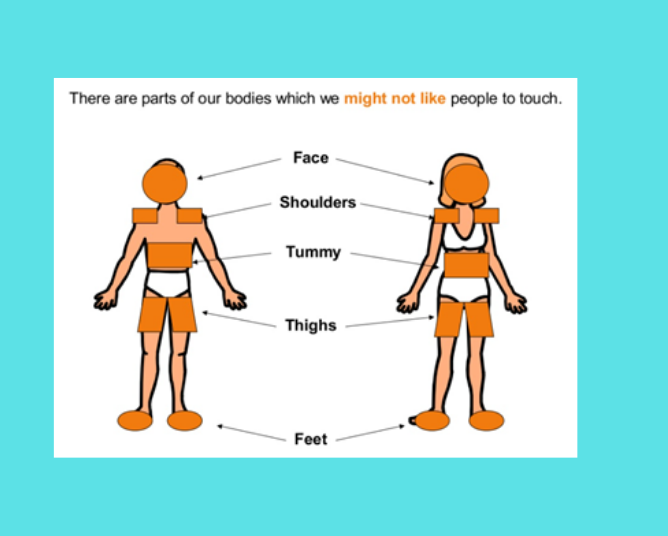 There are parts of our bodies which we might not like people to touch.
Face
Shoulders
Tummy
Thighs
Feet